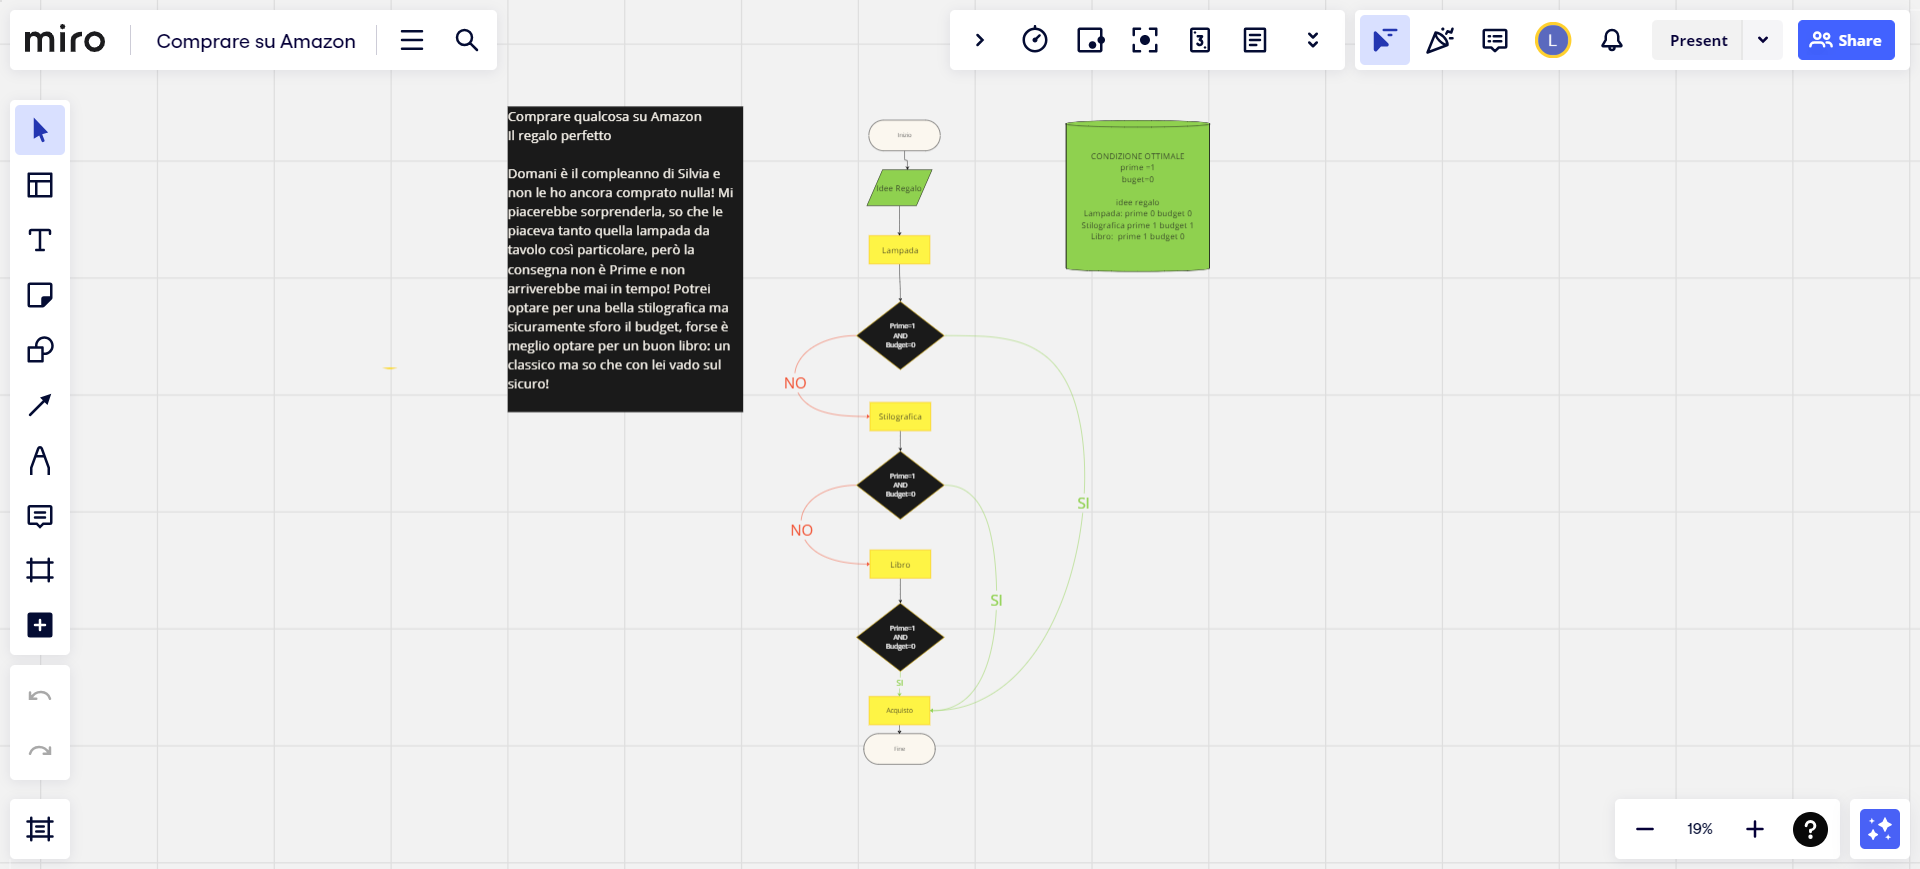 miro
Comprare su Amazon
3
L
Present
Share
Comprare qualcosa su Amazon
Il regalo perfetto
Domani è il compleanno di Silvia e
non le ho ancora comprato nulla! Mi
piacerebbe sorprenderla, so che le
piaceva tanto quella lampada da
tavolo così particolare, però la
consegna non è Prime e non
arriverebbe mai in tempo! Potrei
optare per una bella stilografica ma
sicuramente sforo il budget, forse è
meglio optare per un buon libro: un
classico ma so che con lei vado sul
sicuro!
Inizio
Idee Regalo
Lampada
Prime=1
AND
Budget=0
NO
Stilografica
Prime=1
AND
Budget=0
SI
NO
Libro
SI
Prime=1
AND
Budget=0
SI
Acquisto
Fine
CONDIZIONE OTTIMALE
prime =1
buget=0
idee regalo
Lampada: prime 0 budget 0
Stilografica prime 1 budget 1
Libro: prime 1 budget 0
19%
?